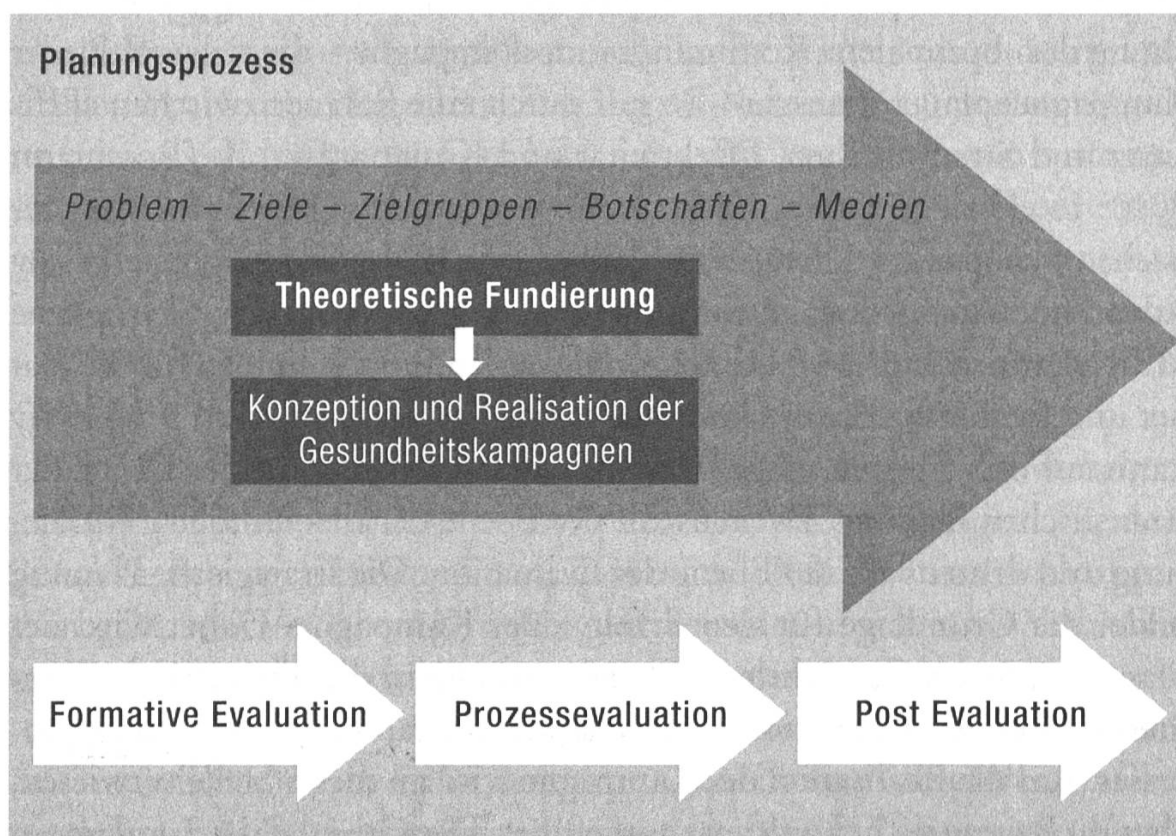 Planungsprozess
Problem – Ziele – Zielgruppen – Botschaften – Medien
Theoretische Fundierung
Konzeption und Realisation der
Gesundheitskampagnen
Formative Evaluation
Prozessevaluation
Post Evaluation